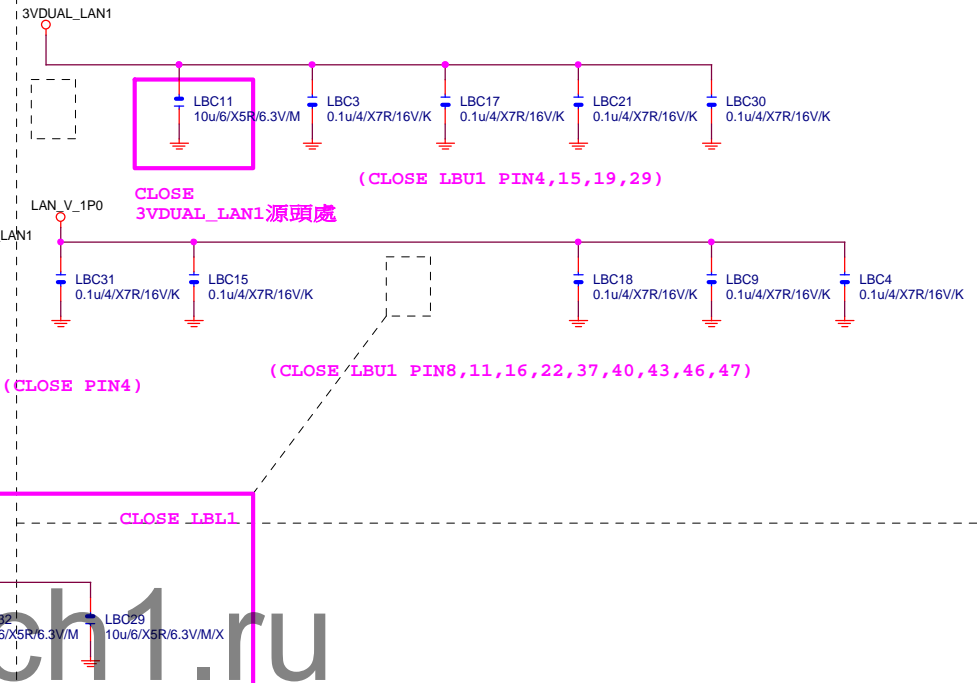 3VDUAL_LAN1
LBC11
10u/6/X5R/6.3V/M
LBC3
0.1u/4/X7R/16V/K
LBC17
0.1u/4/X7R/16V/K
LBC21
0.1u/4/X7R/16V/K
LBC30
0.1u/4/X7R/16V/K
(CLOSE LBU1 PIN4,15,19,29)
CLOSE
3VDUAL_LAN1源頭處
LAN_V_1P0
LAN1
LBC31
0.1u/4/X7R/16V/K
LBC15
0.1u/4/X7R/16V/K
LBC18
0.1u/4/X7R/16V/K
LBC9
0.1u/4/X7R/16V/K
LBC4
0.1u/4/X7R/16V/K
(CLOSE PIN4)
(CLOSE LBU1 PIN8,11,16,22,37,40,43,46,47)
CLOSE LBL1
32
6/X5R/6.3V/M
LBC29
10u/6/X5R/6.3V/M/X
ch1.ru